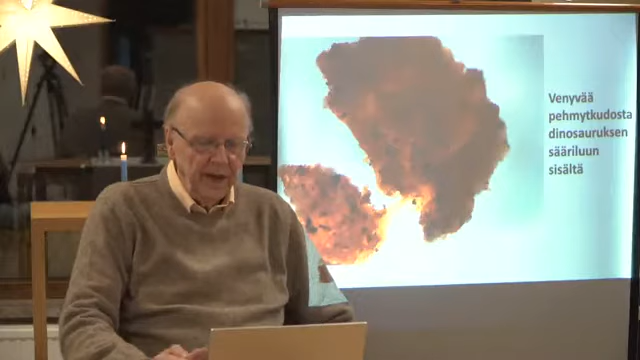 Venyvää
pehmytkudosta
dinosauruksen
sääriluun
sisältä